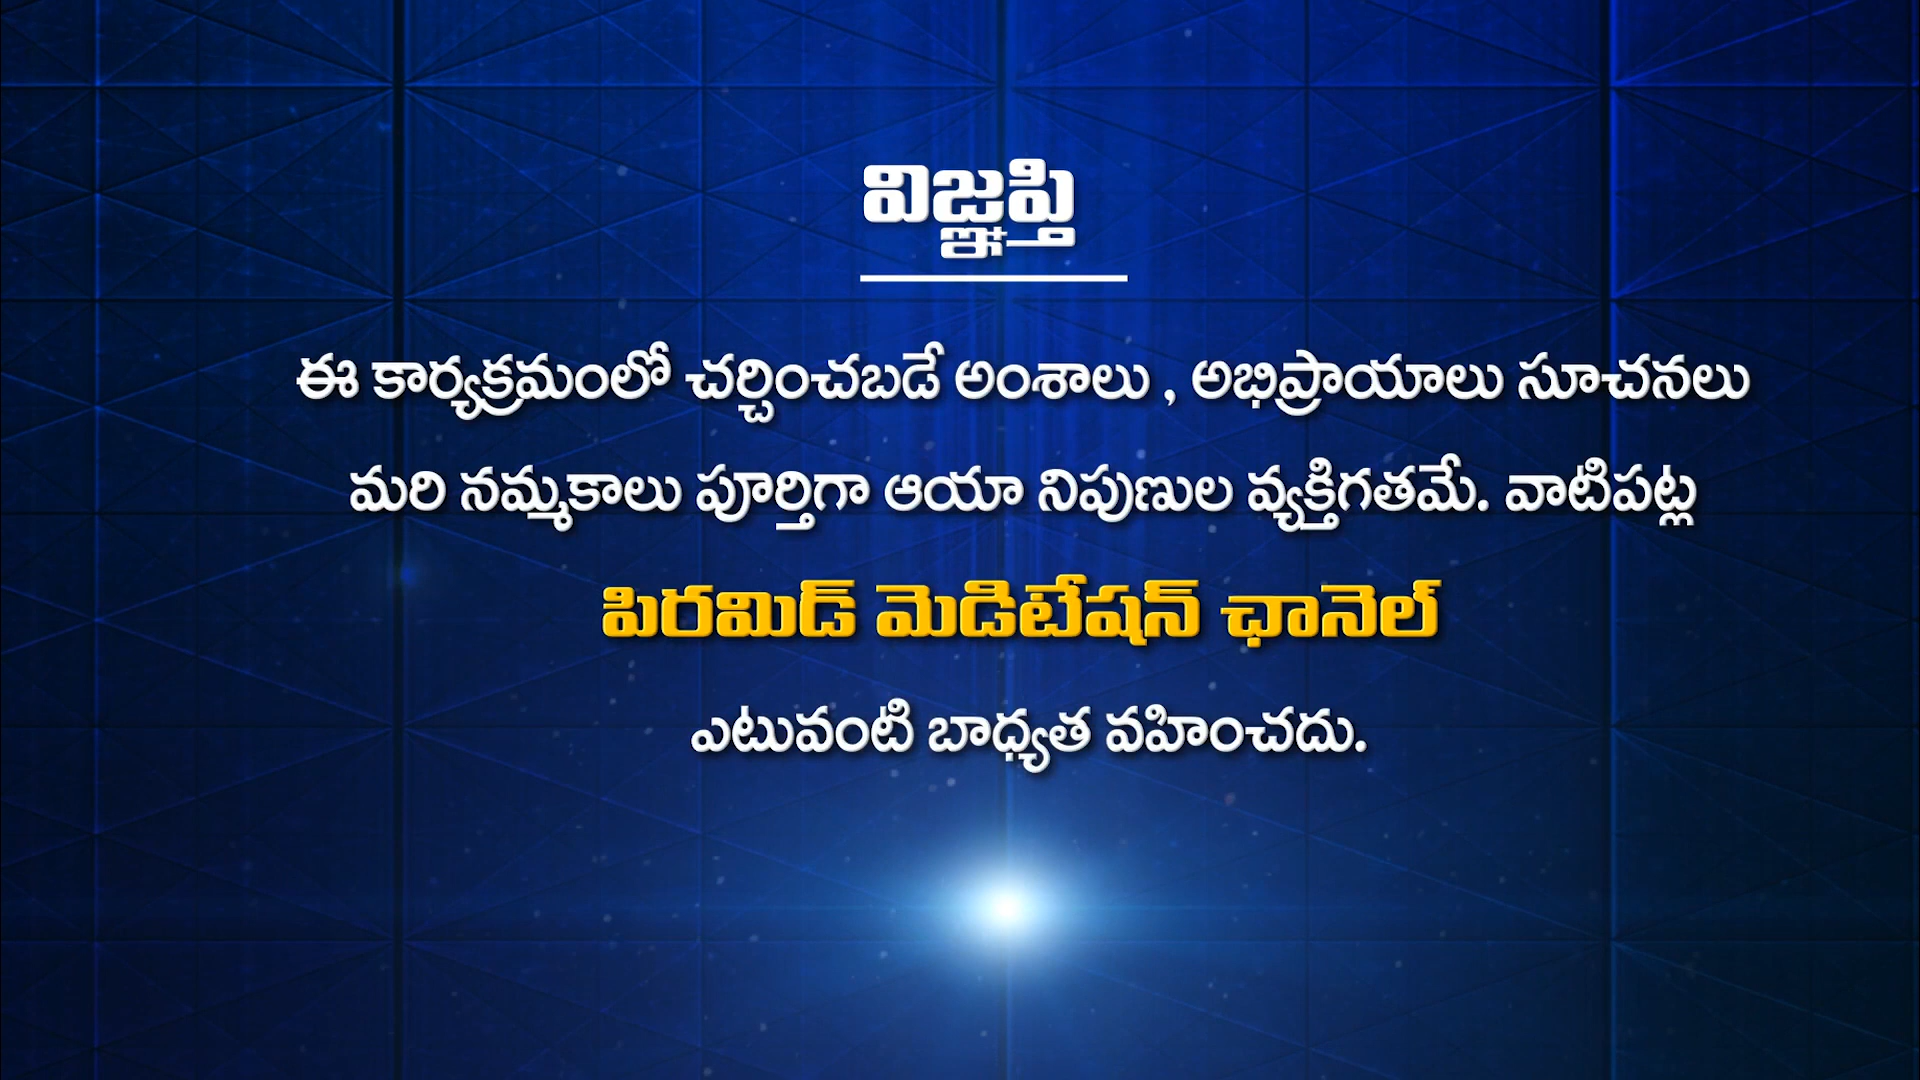 విజ్ఞప్తి
ఈ కార్యక్రమంలో చర్చించబడే అంశాలు , అభిప్రాయాలు సూచనలు
మరి నమ్మకాలు పూర్తిగా ఆయా నిపుణుల వ్యక్తిగతమే. వాటిపట్ల
పిరమిడ్ మెడిటేషన్ ఛానెల్
ఎటువంటి బాధ్యత వహించదు.